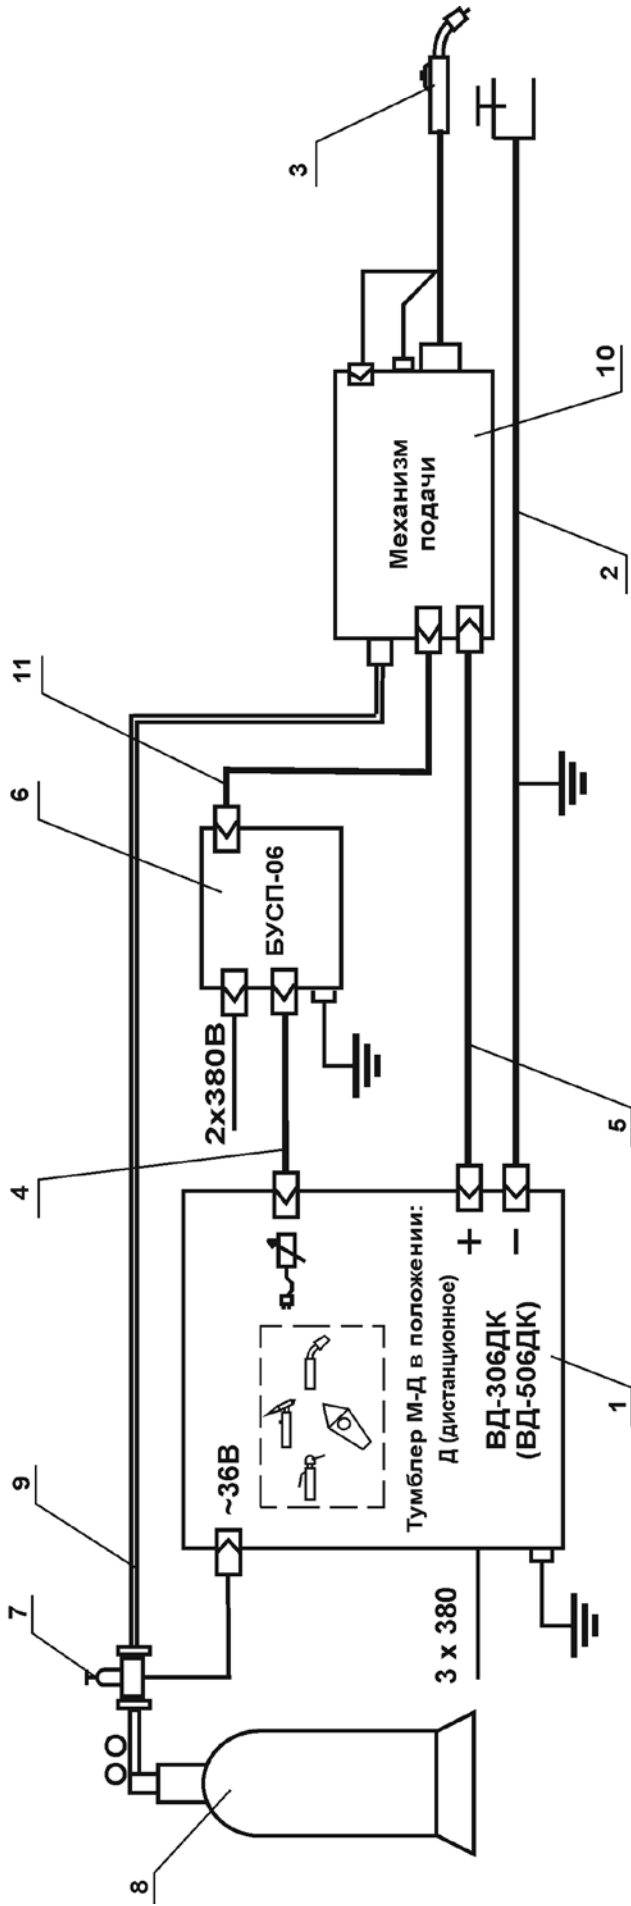 8
7
9
4
6
11
3
~36В
2х380В
БУСП-06
Механизм
подачи
Тумблер М-Д в положении:
Д (дистанционное)
+
–
ВД-306ДК
(ВД-506ДК)
3 х 380
1
5
2
10